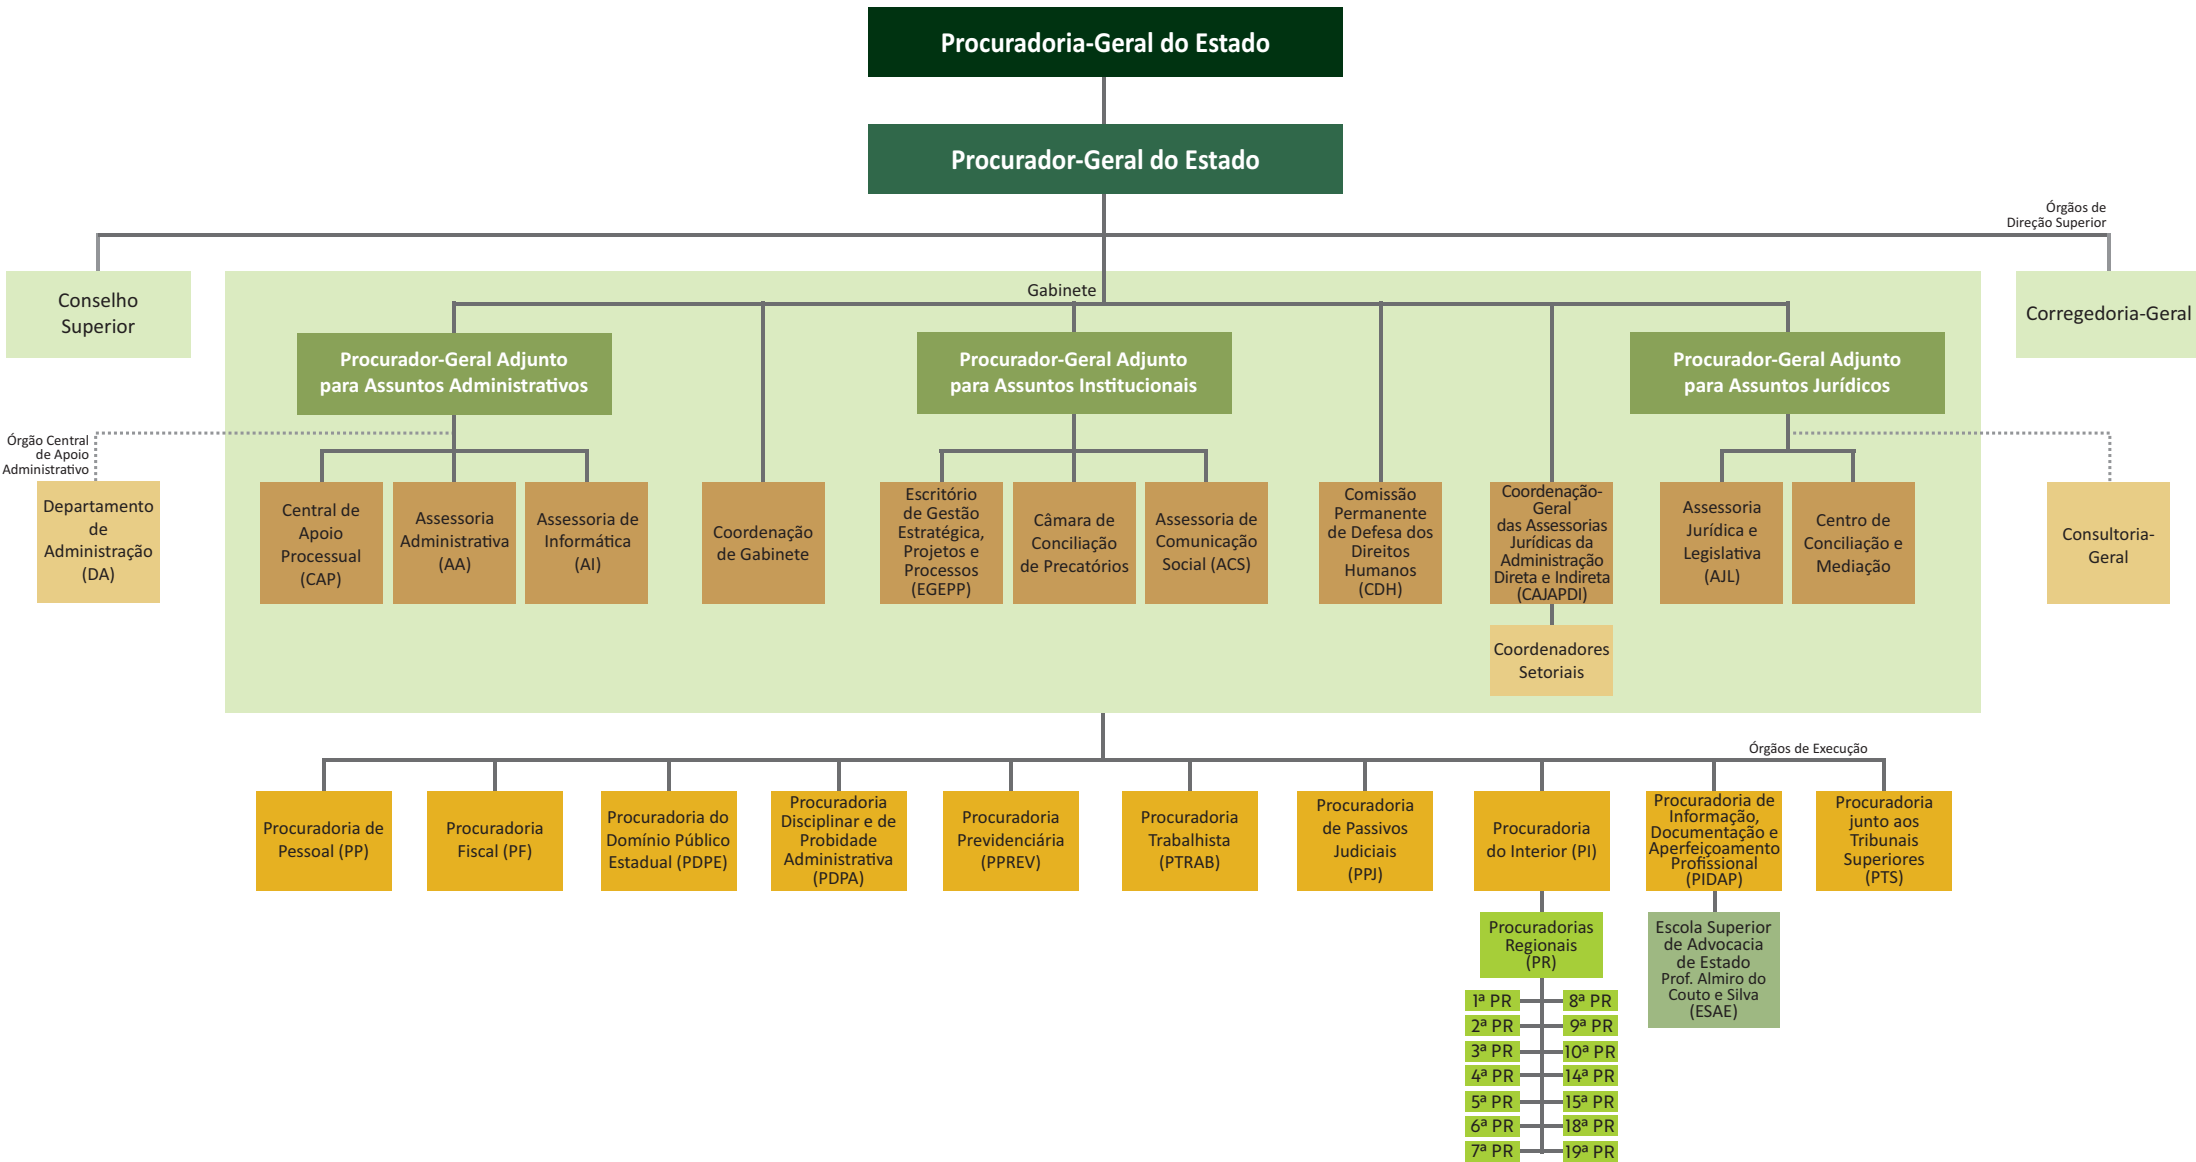 Procuradoria-Geral do Estado
Procurador-Geral do Estado
Órgãos de
Direção Superior
Conselho
Superior
Gabinete
Corregedoria-Geral
Procurador-Geral Adjunto
para Assuntos Administrativos
Procurador-Geral Adjunto
para Assuntos Institucionais
Procurador-Geral Adjunto
para Assuntos Jurídicos
Órgão Central
de Apoio
Administrativo
Departamento
de
Administração
(DA)
Central de
Apoio
Processual
(CAP)
Assessoria
Administrativa
(AA)
Assessoria de
Informática
(AI)
Coordenação
de Gabinete
Escritório
de Gestão
Estratégica,
Projetos e
Processos
(EGEPP)
Câmara de
Conciliação
de Precatórios
Assessoria de
Comunicação
Social (ACS)
Comissão
Permanente
de Defesa dos
Direitos
Humanos
(CDH)
Coordenação-
Geral
das Assessorias
Jurídicas da
Administração
Direta e Indireta
(CAJAPDI)
Coordenadores
Setoriais
Assessoria
Jurídica e
Legislativa
(AJL)
Centro de
Conciliação e
Mediação
Consultoria-
Geral
Órgãos de Execução
Procuradoria de
Pessoal (PP)
Procuradoria
Fiscal (PF)
Procuradoria do
Domínio Público
Estadual (PDPE)
Procuradoria
Disciplinar e de
Probidade
Administrativa
(PDPA)
Procuradoria
Previdenciária
(PPREV)
Procuradoria
Trabalhista
(PTRAB)
Procuradoria
de Passivos
Judiciais
(PPJ)
Procuradoria
do Interior (PI)
Procuradoria de
Informação,
Documentação e
Aperfeiçoamento
Profissional
(PIDAP)
Procuradoria
junto aos
Tribunais
Superiores
(PTS)
Procuradorias
Regionais
(PR)
Escola Superior
de Advocacia
de Estado
Prof. Almiro do
Couto e Silva
(ESAE)
1ª PR
8ª PR
2ª PR
9ª PR
3ª PR
10ª PR
4ª PR
14ª PR
5ª PR
15ª PR
6ª PR
18ª PR
7ª PR
19ª PR